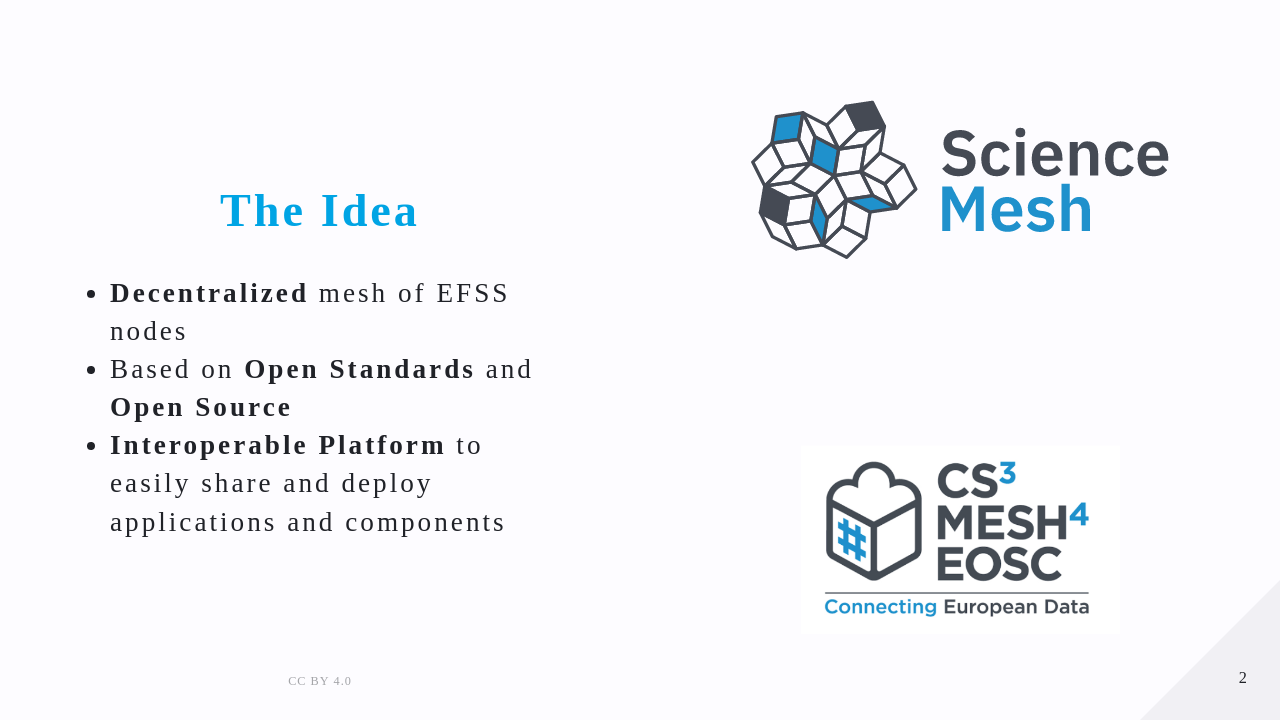 The Idea
• Decentralized mesh of EFSS
nodes
• Based on Open Standards and
Open Source
• Interoperable Platform to
easily share and deploy
applications and components
Science
Mesh
CS3
MESH4
EOSC
Connecting European Data
CC BY 4.0
2